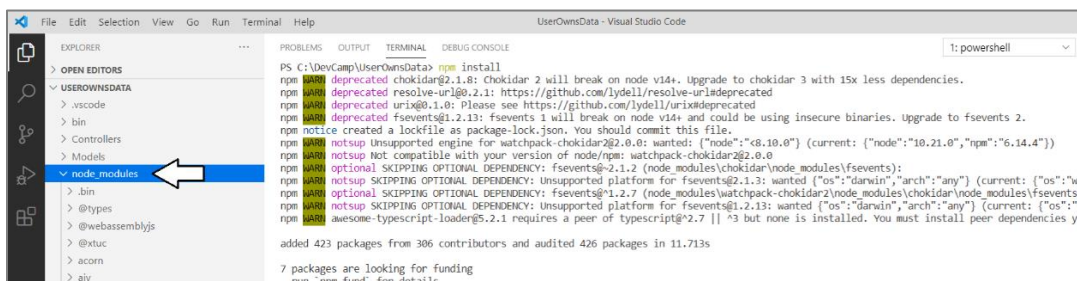 File Edit Selection View Go Run Terminal Help
UserOwnsData - Visual Studio Code
EXPLORER
OPEN EDITORS
USEROWNSDATA
.vscode
bin
Controllers
Models
node_modules
.bin
@types
@webassemblyjs
@xtuc
acorn
ajv
PROBLEMS OUTPUT TERMINAL DEBUG CONSOLE
1: powershell
PS C:\DevCamp\UserOwnsData> npm install
npm WARN deprecated chokidar@2.1.8: Chokidar 2 will break on node v14+. Upgrade to chokidar 3 with 15x less dependencies.
npm WARN deprecated resolve-url@0.2.1: https://github.com/lydell/resolve-url#deprecated
npm WARN deprecated urix@0.1.0: Please see https://github.com/lydell/urix#deprecated
npm WARN deprecated fsevents@1.2.13: fsevents 1 will break on node v14+ and could be using insecure binaries. Upgrade to fsevents 2.
npm notice created a lockfile as package-lock.json. You should commit this file.
npm WARN notsup Unsupported engine for watchpack-chokidar2@2.0.0: wanted: {"node":"<8.10.0"} (current: {"node":"10.21.0","npm":"6.14.4"})
npm WARN notsup Not compatible with your version of node/npm: watchpack-chokidar2@2.0.0
npm WARN optional SKIPPING OPTIONAL DEPENDENCY: fsevents@~2.1.2 (node_modules\chokidar\node_modules\fsevents):
npm WARN notsup SKIPPING OPTIONAL DEPENDENCY: Unsupported platform for fsevents@2.1.3: wanted {"os":"darwin","arch":"any"} (current: {"os":"w
npm WARN optional SKIPPING OPTIONAL DEPENDENCY: fsevents@^1.2.7 (node_modules\watchpack-chokidar2\node_modules\chokidar\node_modules\fsevents
npm WARN notsup SKIPPING OPTIONAL DEPENDENCY: Unsupported platform for fsevents@1.2.13: wanted {"os":"darwin","arch":"any"} (current: {"os":"
npm WARN awesome-typescript-loader@5.2.1 requires a peer of typescript@^2.7 || ^3 but none is installed. You must install peer dependencies y
added 423 packages from 306 contributors and audited 426 packages in 11.713s
7 packages are looking for funding
run `npm fund` for details